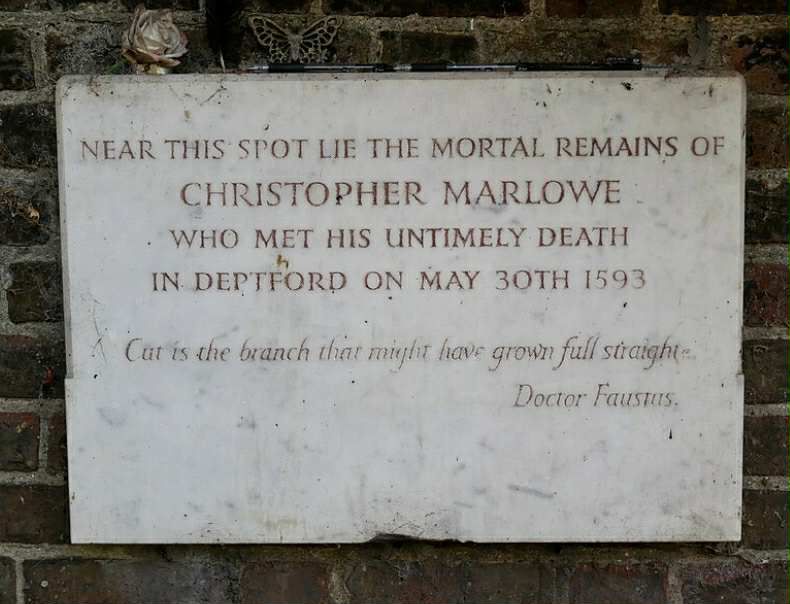 NEAR THIS SPOT LIE THE MORTAL REMAINS OF
CHRISTOPHER MARLOWE
WHO MET HIS UNTIMELY DEATH
IN DEPTFORD ON MAY 30TH 1593
Cut is the branch that might have grown full straight
Doctor Faustus.